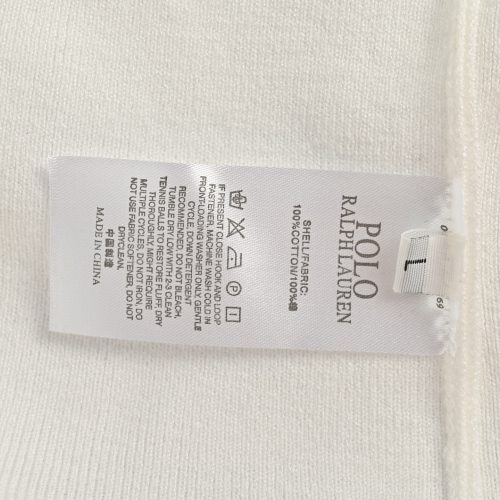 POLO
RALPH LAUREN
L
69
SHELL/FABRIC:
100%COTTON/100%棉
IF PRESENT CLOSE HOOK AND LOOP
FASTENER, MACHINE WASH COLD IN
FRONT-LOADING WASHER ONLY, GENTLE
CYCLE, DOWN DETERGENT
RECOMMENDED. DO NOT BLEACH,
TUMBLE DRY LOW WITH 2-3 CLEAN
TENNIS BALLS TO RESTORE FLUFF, DRY
THOROUGHLY, MIGHT REQUIRE
MULTIPLE CYCLES, DO NOT IRON, DO
NOT USE FABRIC SOFTENER, DO NOT
DRYCLEAN.
中国制造
MADE IN CHINA